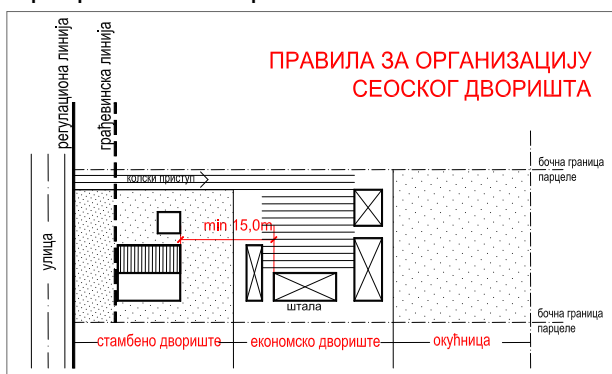 ПРАВИЛА ЗА ОРГАНИЗАЦИЈУ
СЕОСКОГ ДВОРИШТА
регулациона линија
грађевинска линија
улица
колски приступ
бочна граница
парцеле
min 15,0m
штала
бочна граница
парцеле
стамбено двориште
економско двориште
окућница